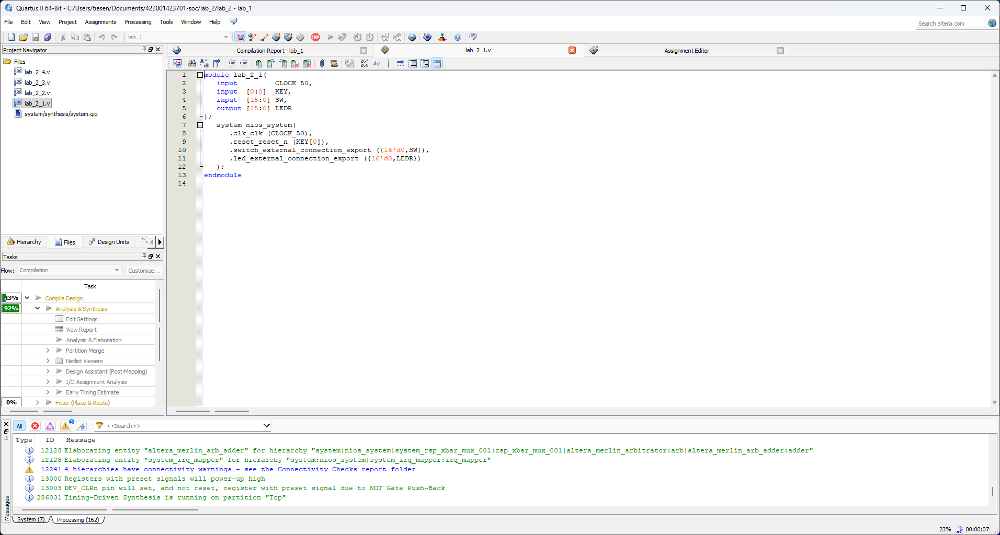 Quartus II 64-Bit - C:/Users/tiesen/Documents/422001423701-soc/lab_2/lab_2 - lab_1
File Edit View Project Assignments Processing Tools Window Help
Search altera.com
lab_1
Project Navigator
Files
lab_2_4.v
lab_2_3.v
lab_2_2.v
lab_2_1.v
system/synthesis/system.qip
Hierarchy Files Design Units
Tasks
Flow: Compilation Customize...
Task
23% Compile Design
92% Analysis & Synthesis
Edit Settings
View Report
Analysis & Elaboration
Partition Merge
Netlist Viewers
Design Assistant (Post-Mapping)
I/O Assignment Analysis
Early Timing Estimate
0% Fitter (Place & Route)
Compilation Report - lab_1 lab_2_1.v Assignment Editor
267 268 ab/
1 module lab_2_1(
2 input CLOCK_50,
3 input [0:0] KEY,
4 input [15:0] SW,
5 output [15:0] LEDR
6 );
7 system nios_system(
8 .clk_clk (CLOCK_50),
9 .reset_reset_n (KEY[0]),
10 .switch_external_connection_export ({16'd0,SW}),
11 .led_external_connection_export ({16'd0,LEDR})
12 );
13 endmodule
14
All 3 <<Search>>
Type ID Message
12128 Elaborating entity "altera_merlin_arb_adder" for hierarchy "system:nios_system|system_rsp_xbar_mux_001:rsp_xbar_mux_001|altera_merlin_arbitrator:arb|altera_merlin_arb_adder:adder"
12128 Elaborating entity "system_irq_mapper" for hierarchy "system:nios_system|system_irq_mapper:irq_mapper"
12241 4 hierarchies have connectivity warnings - see the Connectivity Checks report folder
13000 Registers with preset signals will power-up high
13003 DEV_CLRn pin will set, and not reset, register with preset signal due to NOT Gate Push-Back
286031 Timing-Driven Synthesis is running on partition "Top"
Messages
System (7) Processing (162)
23% 00:00:07